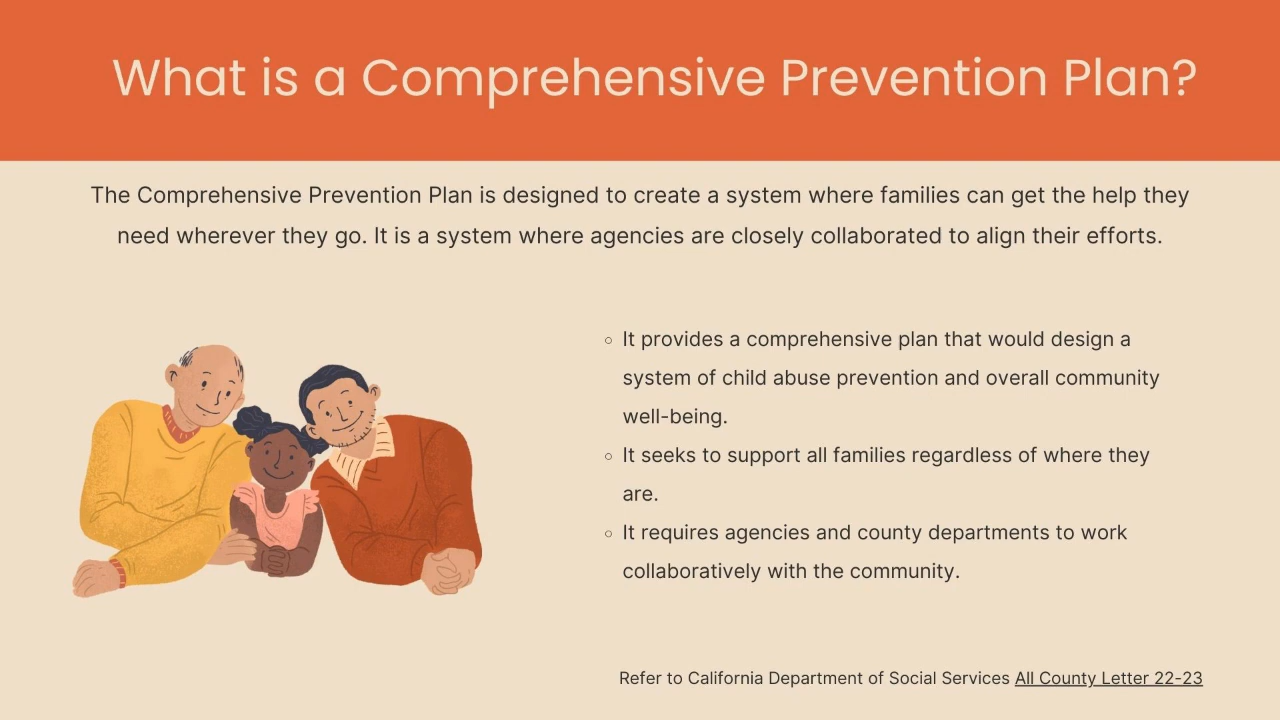 What is a Comprehensive Prevention Plan?
The Comprehensive Prevention Plan is designed to create a system where families can get the help they
need wherever they go. It is a system where agencies are closely collaborated to align their efforts.
◦ It provides a comprehensive plan that would design a
system of child abuse prevention and overall community
well-being.
◦ It seeks to support all families regardless of where they
are.
◦ It requires agencies and county departments to work
collaboratively with the community.
Refer to California Department of Social Services All County Letter 22-23